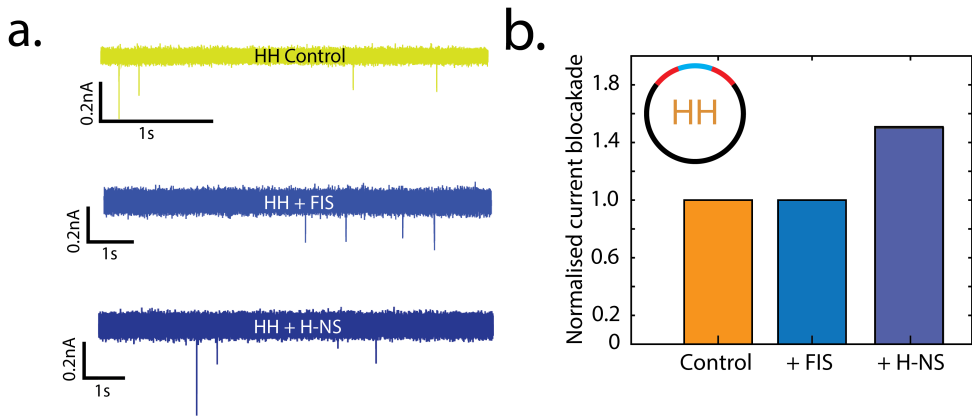 a.
HH Control
0.2nA
1s
HH + FIS
0.2nA
1s
HH + H-NS
0.2nA
1s
b.
Normalised current blocakade
1.8
1.4
1.0
0.6
0.2
0
HH
Control
+ FIS
+ H-NS